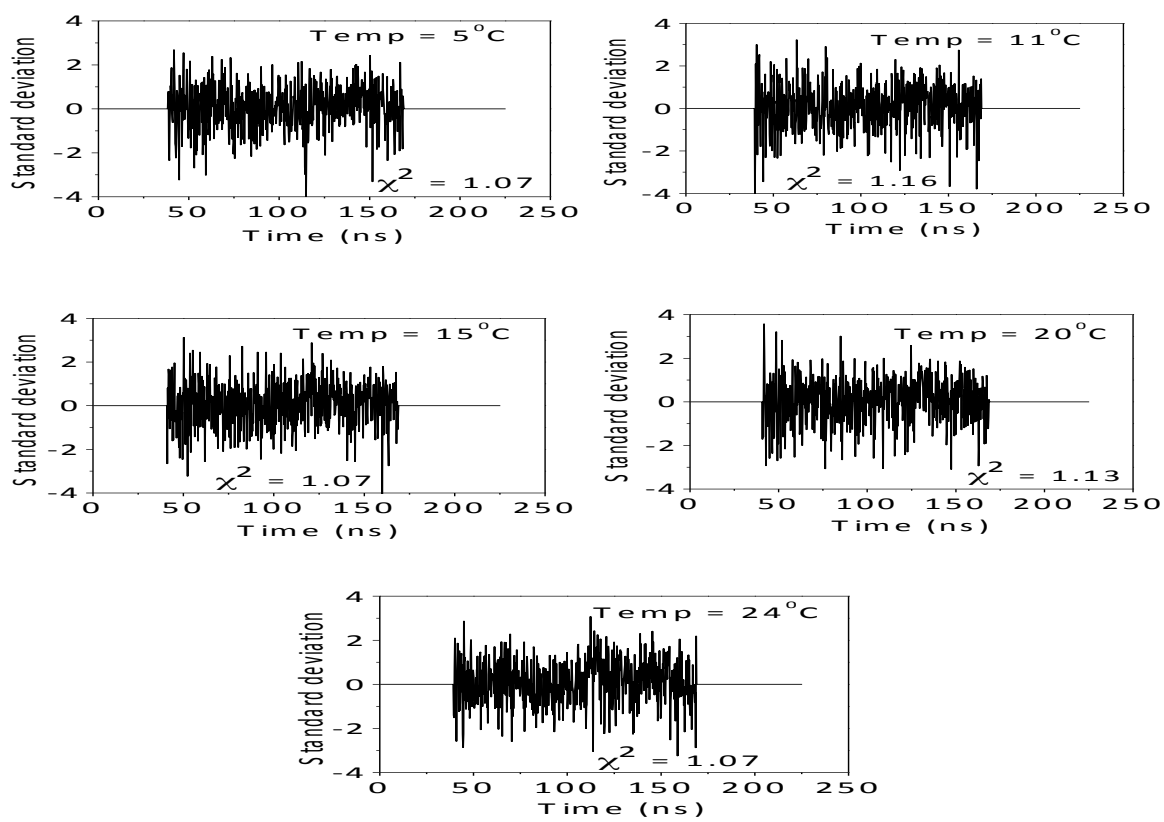 Temp = 5°C
Standard deviation
4
2
0
-2
-4
χ² = 1.07
0 50 100 150 200 250
Time (ns)
Temp = 11°C
Standard deviation
4
2
0
-2
-4
χ² = 1.16
0 50 100 150 200 250
Time (ns)
Temp = 15°C
Standard deviation
4
2
0
-2
-4
χ² = 1.07
0 50 100 150 200 250
Time (ns)
Temp = 20°C
Standard deviation
4
2
0
-2
-4
χ² = 1.13
0 50 100 150 200 250
Time (ns)
Temp = 24°C
Standard deviation
4
2
0
-2
-4
χ² = 1.07
0 50 100 150 200 250
Time (ns)